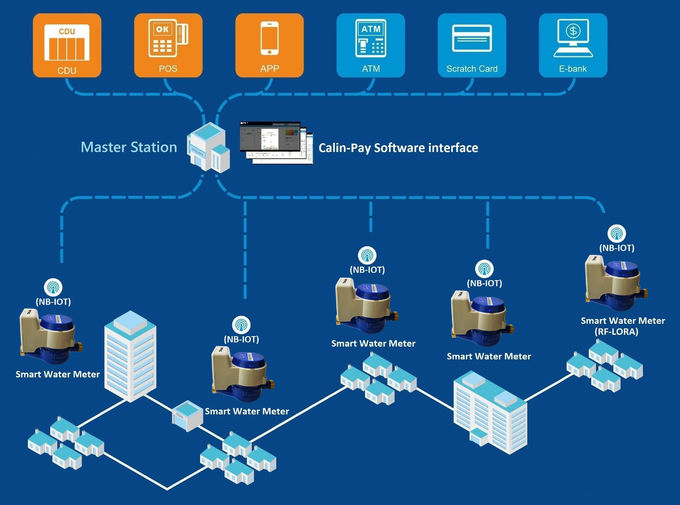 CDU
OK
ATM
$
CDU
POS
APP
ATM
Scratch Card
E-bank
Master Station
Calin-Pay Software interface
(NB-IOT)
(NB-IOT)
(NB-IOT)
(NB-IOT)
(NB-IOT)
Smart Water Meter
(RF-LORA)
Smart Water Meter
Smart Water Meter
Smart Water Meter
Smart Water Meter